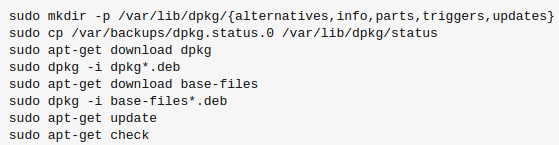 sudo mkdir -p /var/lib/dpkg/{alternatives,info,parts,triggers,updates}
sudo cp /var/backups/dpkg.status.0 /var/lib/dpkg/status
sudo apt-get download dpkg
sudo dpkg -i dpkg*.deb
sudo apt-get download base-files
sudo dpkg -i base-files*.deb
sudo apt-get update
sudo apt-get check